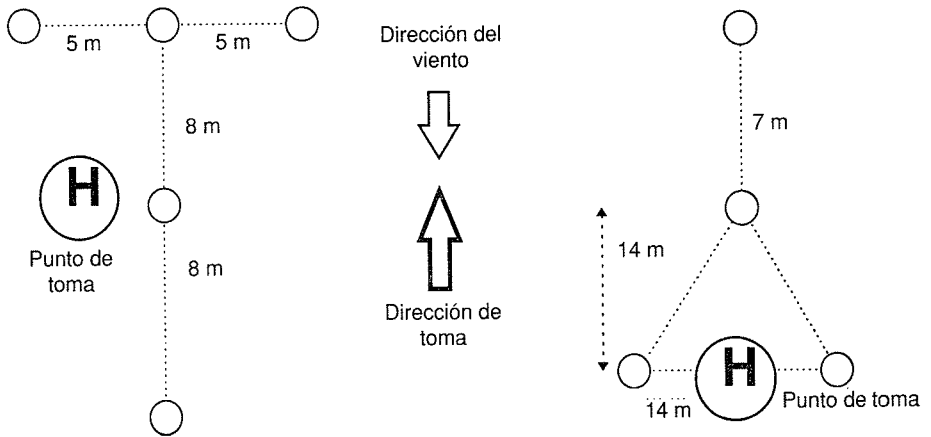 5 m
5 m
8 m
H
Punto de
toma
8 m
Dirección del
viento
Dirección de
toma
7 m
14 m
H
14 m
Punto de toma